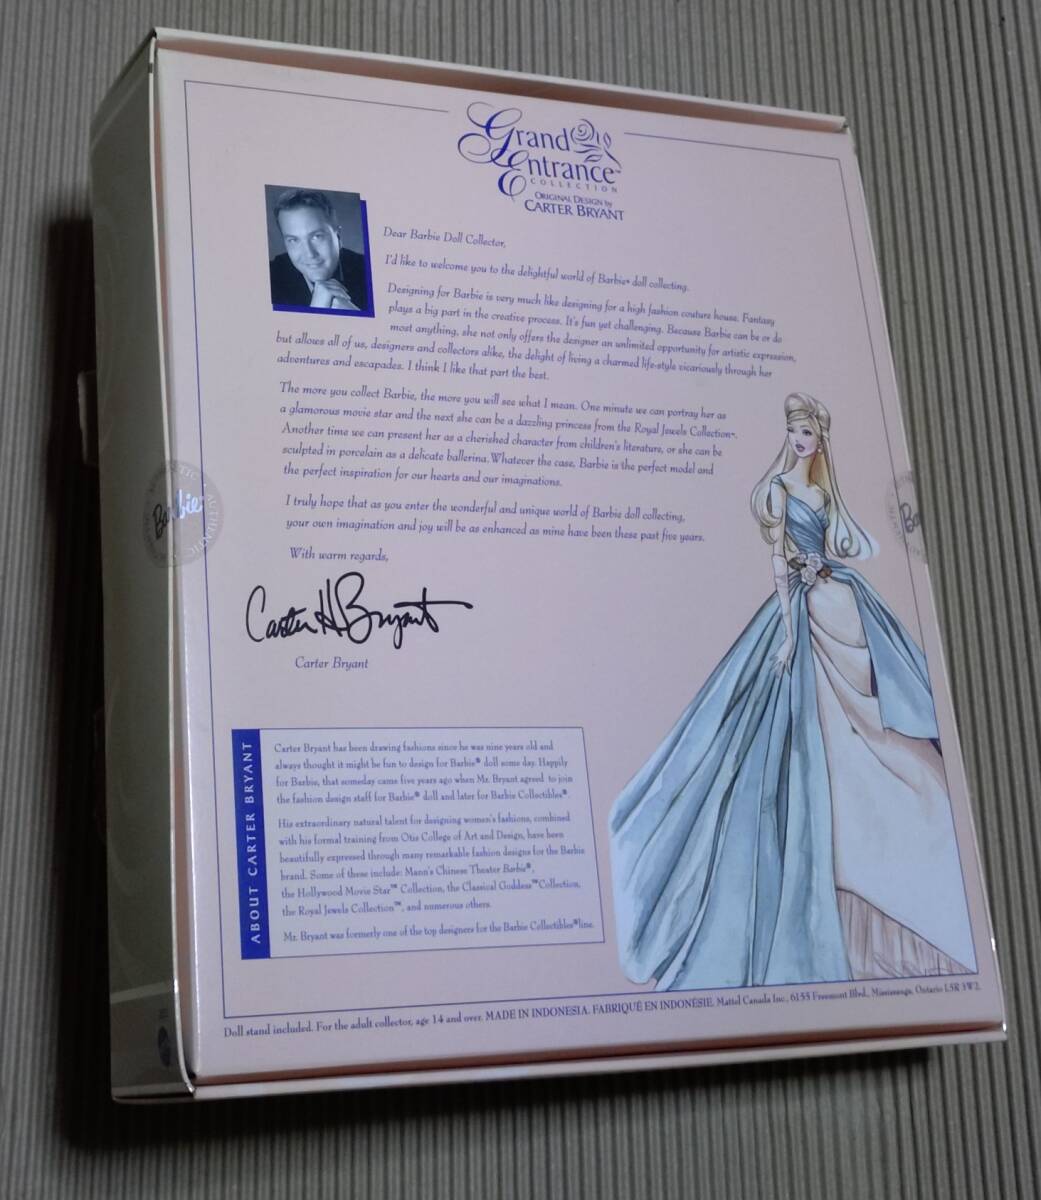 Grand
Entrance™
COLLECTION
ORIGINAL DESIGN by
CARTER BRYANT
Dear Barbie Doll Collector,
I'd like to welcome you to the delightful world of Barbie® doll collecting.
Designing for Barbie is very much like designing for a high fashion couture house. Fantasy
plays a big part in the creative process. It's fun yet challenging. Because Barbie can be or do
most anything, she not only offers the designer an unlimited opportunity for artistic expression,
but allows all of us, designers and collectors alike, the delight of living a charmed life-style vicariously through her
adventures and escapades. I think I like that part the best.
The more you collect Barbie, the more you will see what I mean. One minute we can portray her as
a glamorous movie star and the next she can be a dazzling princess from the Royal Jewels Collection™.
Another time we can present her as a cherished character from children's literature, or she can be
sculpted in porcelain as a delicate ballerina. Whatever the case, Barbie is the perfect model and
the perfect inspiration for our hearts and our imaginations.
I truly hope that as you enter the wonderful and unique world of Barbie doll collecting,
your own imagination and joy will be as enhanced as mine have been these past five years.
With warm regards,
Carter H. Bryant
Carter Bryant
Barbie
AUTHENTIC
ABOUT CARTER BRYANT
Carter Bryant has been drawing fashions since he was nine years old and
always thought it might be fun to design for Barbie® doll some day. Happily
for Barbie, that someday came five years ago when Mr. Bryant agreed to join
the fashion design staff for Barbie® doll and later for Barbie Collectibles®.
His extraordinary natural talent for designing women's fashions, combined
with his formal training from Otis College of Art and Design, have been
beautifully expressed through many remarkable fashion designs for the Barbie
brand. Some of these include: Mann's Chinese Theater Barbie®,
the Hollywood Movie Star™ Collection, the Classical Goddess™ Collection,
the Royal Jewels Collection™, and numerous others.
Mr. Bryant was formerly one of the top designers for the Barbie Collectibles® line.
Doll stand included. For the adult collector, age 14 and over. MADE IN INDONESIA. FABRIQUÉ EN INDONÉSIE. Mattel Canada Inc., 6155 Freemont Blvd., Mississauga, Ontario L5R 3W2.